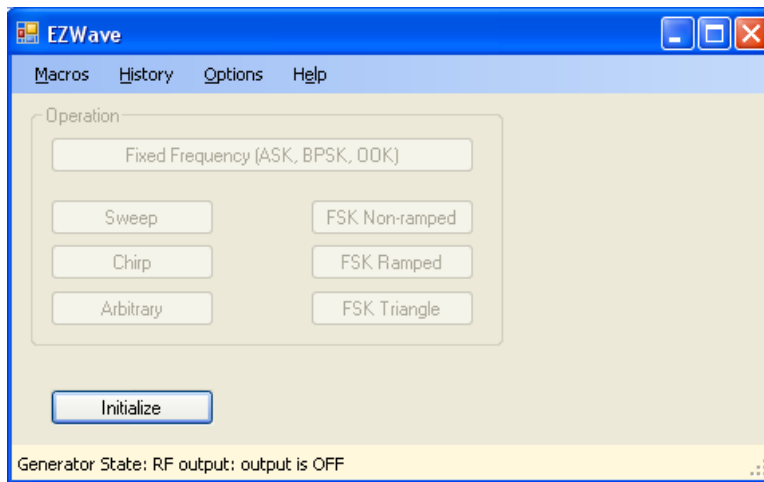 EZWave
Macros History Options Help
Operation
Fixed Frequency (ASK, BPSK, OOK)
Sweep FSK Non-ramped
Chirp FSK Ramped
Arbitrary FSK Triangle
Initialize
Generator State: RF output: output is OFF